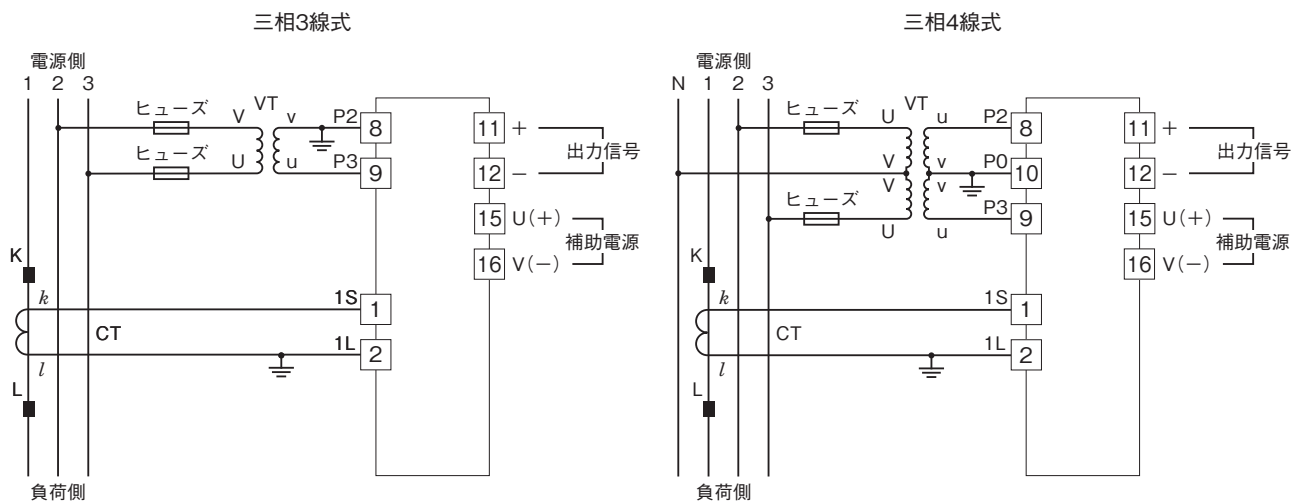 三相3線式
電源側
1 2 3
ヒューズ V VT v P2 8 11 +
出力信号
ヒューズ U u P3 9 12 −
15 U(+)
補助電源
16 V(−)
K
k 1S 1
CT
l 1L 2
L
負荷側
三相4線式
電源側
N 1 2 3
ヒューズ U VT u P2 8 11 +
出力信号
V v P0 10 12 −
ヒューズ V v
U u P3 9 15 U(+)
補助電源
16 V(−)
K
k 1S 1
CT
l 1L 2
L
負荷側